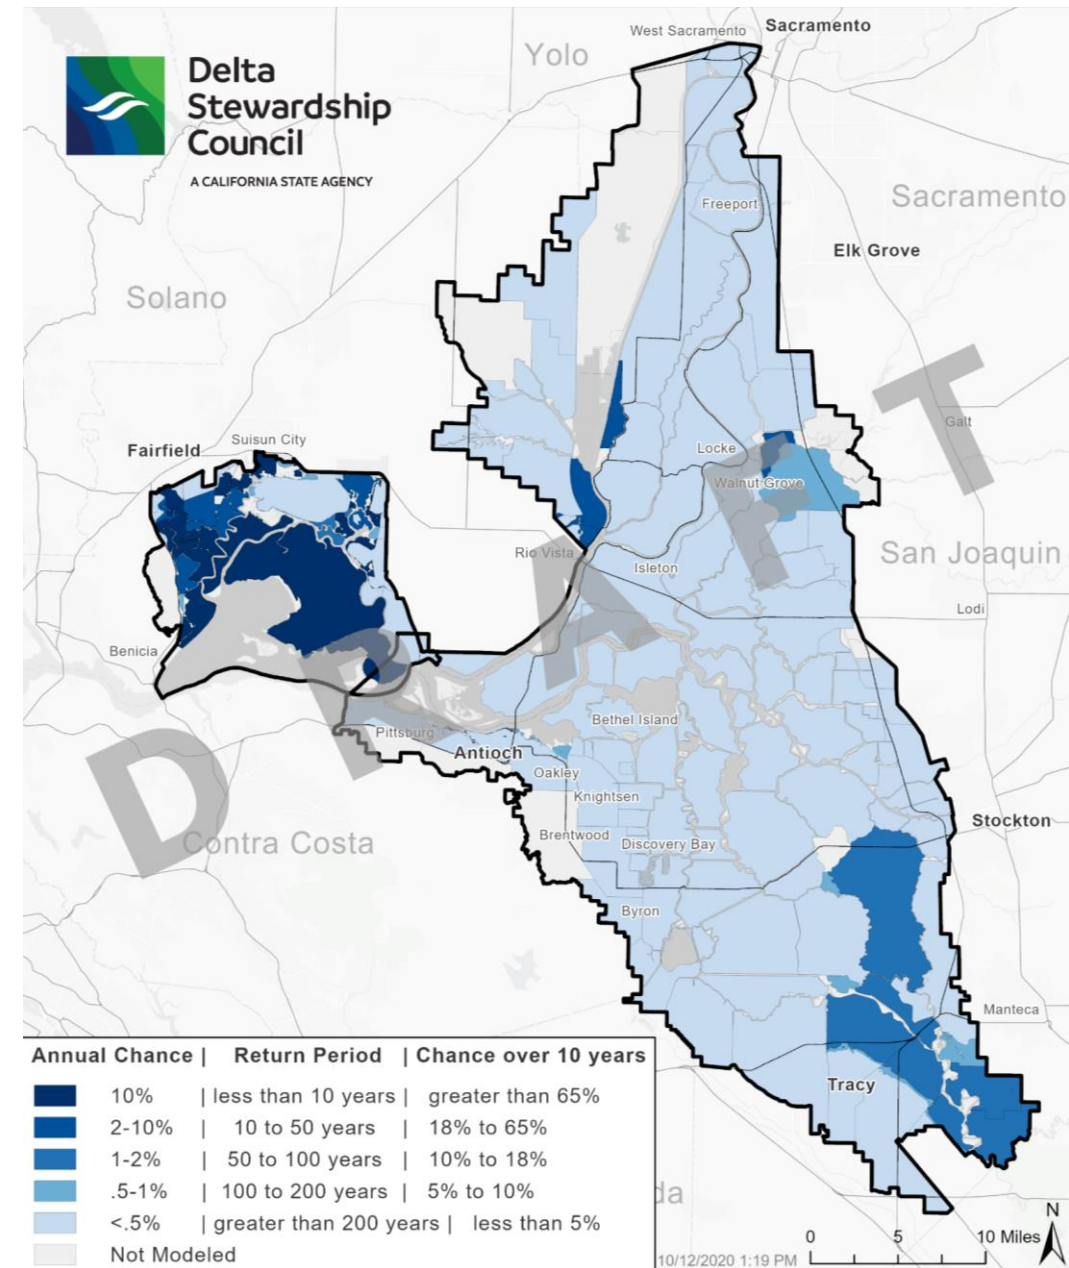 West Sacramento
Sacramento
Yolo
Delta
Stewardship
Council
A CALIFORNIA STATE AGENCY
Sacramento
Freeport
Elk Grove
Solano
Galt
Fairfield
Suisun City
Locke
Walnut Grove
Rio Vista
San Joaquin
Isleton
Lodi
Benicia
DRAFT
Bethel Island
Pittsburg
Antioch
Oakley
Knightsen
Stockton
Brentwood
Discovery Bay
Contra Costa
Byron
Manteca
Tracy
Annual Chance | Return Period | Chance over 10 years
10% | less than 10 years | greater than 65%
2-10% | 10 to 50 years | 18% to 65%
1-2% | 50 to 100 years | 10% to 18%
.5-1% | 100 to 200 years | 5% to 10%
<.5% | greater than 200 years | less than 5%
Not Modeled
da
N
0 5 10 Miles
10/12/2020 1:19 PM